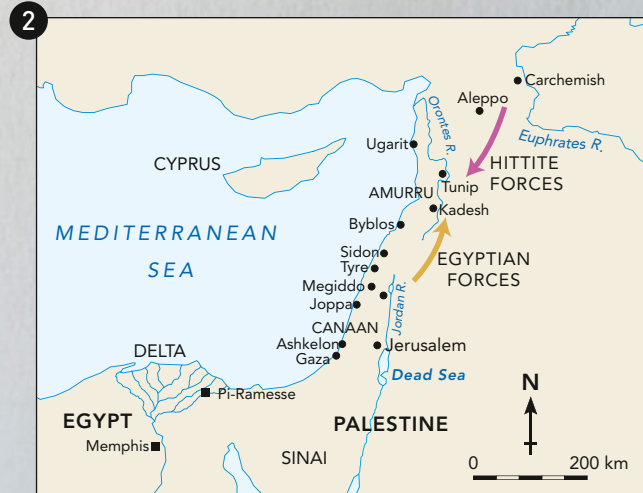 2
Carchemish
Aleppo
Orontes R.
Euphrates R.
Ugarit
HITTITE
FORCES
CYPRUS
Tunip
AMURRU
Kadesh
Byblos
MEDITERRANEAN
SEA
Sidon
EGYPTIAN
FORCES
Tyre
Megiddo
Jordan R.
Joppa
CANAAN
Ashkelon
Jerusalem
Gaza
DELTA
Dead Sea
Pi-Ramesse
N
EGYPT
PALESTINE
Memphis
SINAI
0 200 km